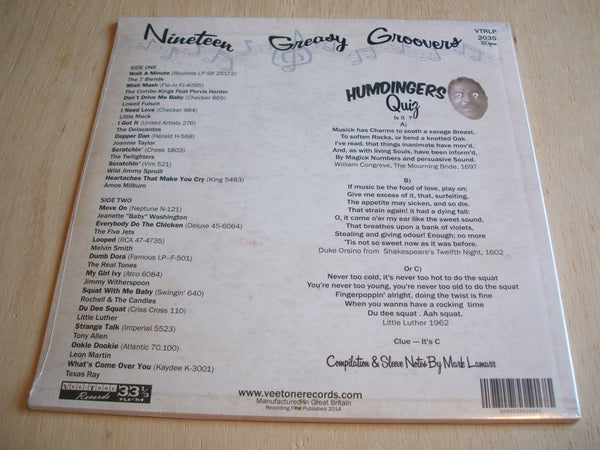 Nineteen Greasy Groovers
VTRLP
2035
180gm
SIDE ONE
Wait A Minute (Roulette LP SR 25172)
The 7 Blends
Mish Mash (Flo-Jo FJ-4095)
The Combo Kings Feat Pervis Herder
Don't Drive Me Baby (Checker 865)
Lowell Fulson
I Need Love (Checker 984)
Little Mack
I Got It (United Artists 276)
The Delacardos
Dapper Dan (Herald H-568)
Joannie Taylor
Scratchin' (Chess 1803)
The Twilighters
Scratchin' (Vim 521)
Wild Jimmy Spruill
Heartaches That Make You Cry (King 5483)
Amos Milburn
SIDE TWO
Move On (Neptune N-121)
Jeanette "Baby" Washington
Everybody Do The Chicken (Deluxe 45-6064)
The Five Jets
Looped (RCA 47-4735)
Melvin Smith
Dumb Dora (Famous LP-F-501)
The Real Tones
My Girl Ivy (Atco 6084)
Jimmy Witherspoon
Squat With Me Baby (Swingin' 640)
Rochell & The Candles
Du Dee Squat (Criss Cross 110)
Little Luther
Strange Talk (Imperial 5523)
Tony Allen
Ookie Dookie (Atlantic 70.100)
Leon Martin
What's Come Over You (Kaydee K-3001)
Texas Ray
Vee-Tone
Records
33 1/3
RPM
HUMDINGERS
Quiz
Is it ?
A)
Musick has Charms to sooth a savage Breast,
To soften Rocks, or bend a knotted Oak.
I've read, that things inanimate have mov'd,
And, as with living Souls, have been inform'd,
By Magick Numbers and persuasive Sound.
William Congreve, The Mourning Bride, 1697
B)
If music be the food of love, play on;
Give me excess of it, that, surfeiting,
The appetite may sicken, and so die.
That strain again! it had a dying fall:
O, it came o'er my ear like the sweet sound,
That breathes upon a bank of violets,
Stealing and giving odour! Enough; no more
'Tis not so sweet now as it was before.
Duke Orsino from Shakespeare's Twelfth Night, 1602
Or C)
Never too cold, it's never too hot to do the squat
You're never too young, you're never too old to do the squat
Fingerpoppin' alright, doing the twist is fine
When you wanna have a rocking time
Du dee squat . Aah squat.
Little Luther 1962
Clue — It's C
Compilation & Sleeve Notes By Mark Lamarr
www.veetonerecords.com
Manufactured in Great Britain
Recording First Published 2014